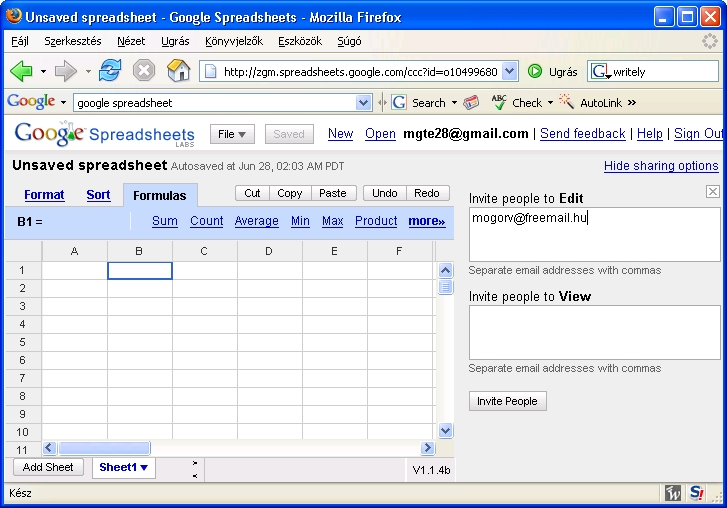 Unsaved spreadsheet - Google Spreadsheets - Mozilla Firefox
Fájl Szerkesztés Nézet Ugrás Könyvjelzők Eszközök Súgó
http://zgm.spreadsheets.google.com/ccc?id=o10499680 Ugrás G writely
Google google spreadsheet G Search ABC Check AutoLink »
Google Spreadsheets LABS File Saved New Open mgte28@gmail.com | Send feedback | Help | Sign Out
Unsaved spreadsheet Autosaved at Jun 28, 02:03 AM PDT Hide sharing options
Format Sort Formulas Cut Copy Paste Undo Redo
B1 = Sum Count Average Min Max Product more»
A B C D E F
1
2
3
4
5
6
7
8
9
10
11
Add Sheet Sheet1 V1.1.4b
Invite people to Edit
mogorv@freemail.hu
Separate email addresses with commas
Invite people to View
Separate email addresses with commas
Invite People
Kész W S!